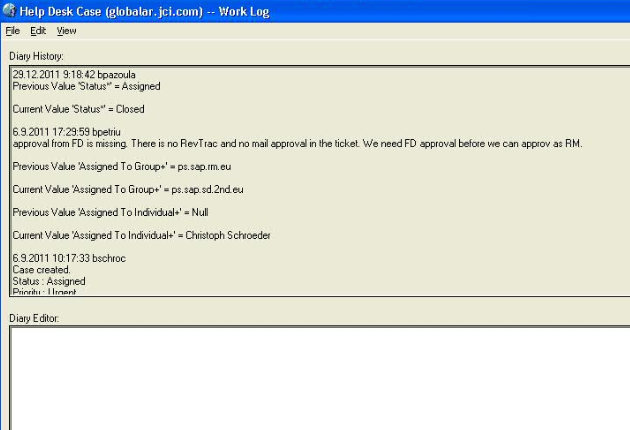 Help Desk Case (globalar.jci.com) -- Work Log
File Edit View
Diary History:
29.12.2011 9:18:42 bpazoula
Previous Value 'Status*' = Assigned
Current Value 'Status*' = Closed
6.9.2011 17:29:59 bpetriu
approval from FD is missing. There is no RevTrac and no mail approval in the ticket. We need FD approval before we can approv as RM.
Previous Value 'Assigned To Group+' = ps.sap.rm.eu
Current Value 'Assigned To Group+' = ps.sap.sd.2nd.eu
Previous Value 'Assigned To Individual+' = Null
Current Value 'Assigned To Individual+' = Christoph Schroeder
6.9.2011 10:17:33 bschroc
Case created.
Status : Assigned
Priority : Urgent
Diary Editor: